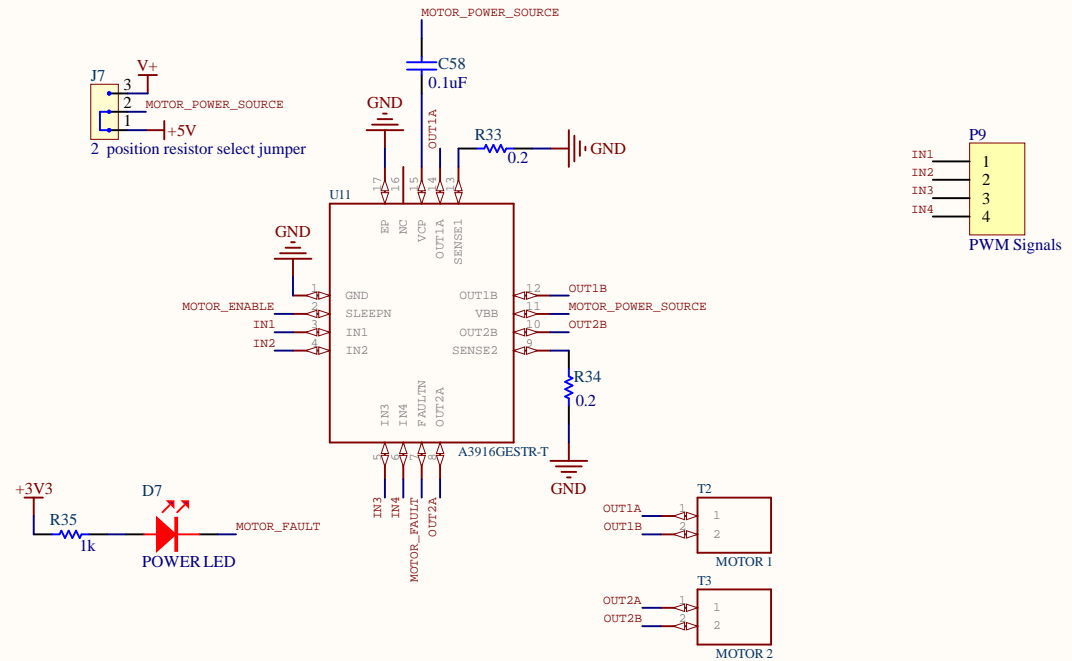 MOTOR_POWER_SOURCE
C58
0.1uF
J7
V+
3
2
MOTOR_POWER_SOURCE
1
+5V
2 position resistor select jumper
GND
OUT1A
R33
0.2
GND
17
16
15
14
13
U11
EP
NC
VCP
OUT1A
SENSE1
P9
IN1
1
IN2
2
IN3
3
IN4
4
PWM Signals
GND
1
GND
MOTOR_ENABLE
2
SLEEPN
IN1
3
IN1
IN2
4
IN2
OUT1B
12
OUT1B
VBB
11
MOTOR_POWER_SOURCE
OUT2B
10
OUT2B
SENSE2
9
R34
0.2
GND
IN3
IN4
FAULTN
OUT2A
A3916GESTR-T
5
6
7
8
IN3
IN4
MOTOR_FAULT
OUT2A
+3V3
R35
1k
D7
MOTOR_FAULT
POWER LED
T2
OUT1A
1
1
OUT1B
2
2
MOTOR 1
T3
OUT2A
1
1
OUT2B
2
2
MOTOR 2